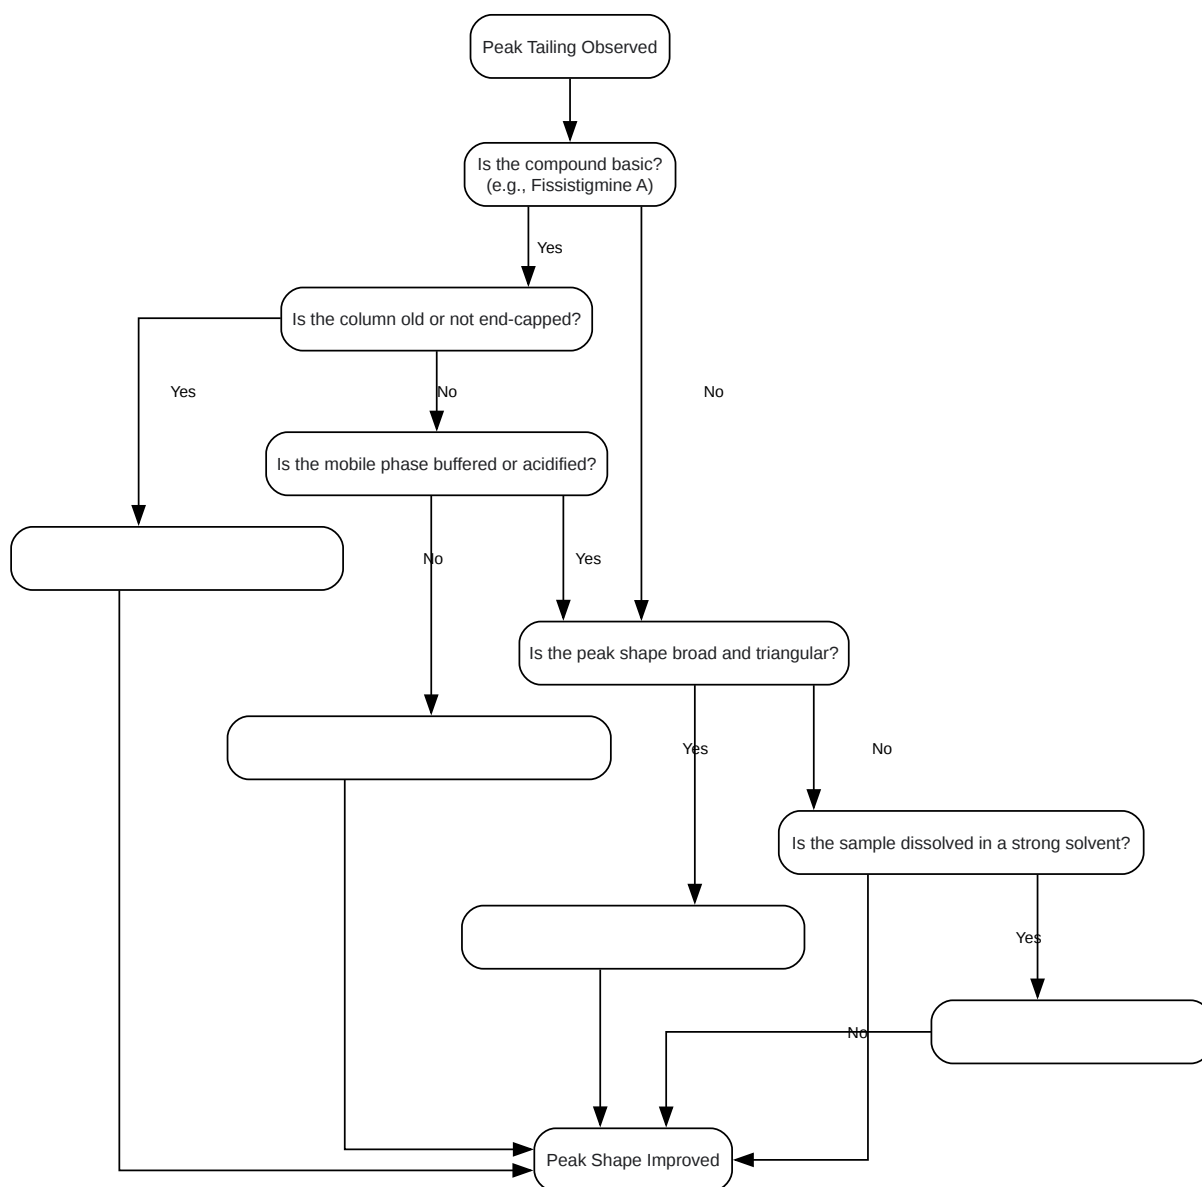 Peak Tailing Observed
Is the compound basic?
(e.g., Fissistigmine A)
Yes
Is the column old or not end-capped?
Yes
No
No
Is the mobile phase buffered or acidified?
No
Yes
Is the peak shape broad and triangular?
Yes
No
Is the sample dissolved in a strong solvent?
Yes
No
Peak Shape Improved